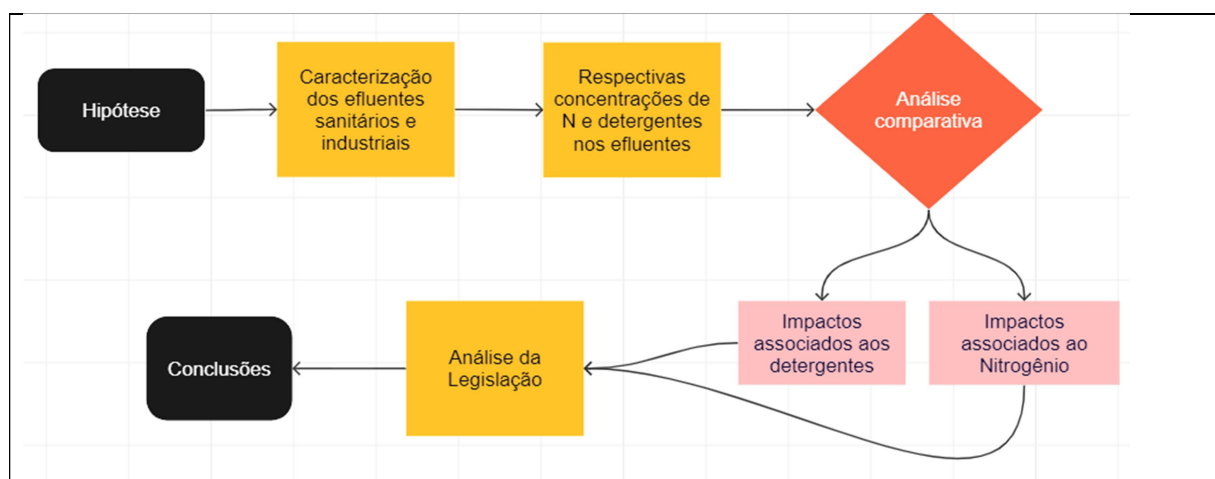 Hipótese
Caracterização
dos efluentes
sanitários e
industriais
Respectivas
concentrações de
N e detergentes
nos efluentes
Análise
comparativa
Impactos
associados aos
detergentes
Impactos
associados ao
Nitrogênio
Análise da
Legislação
Conclusões